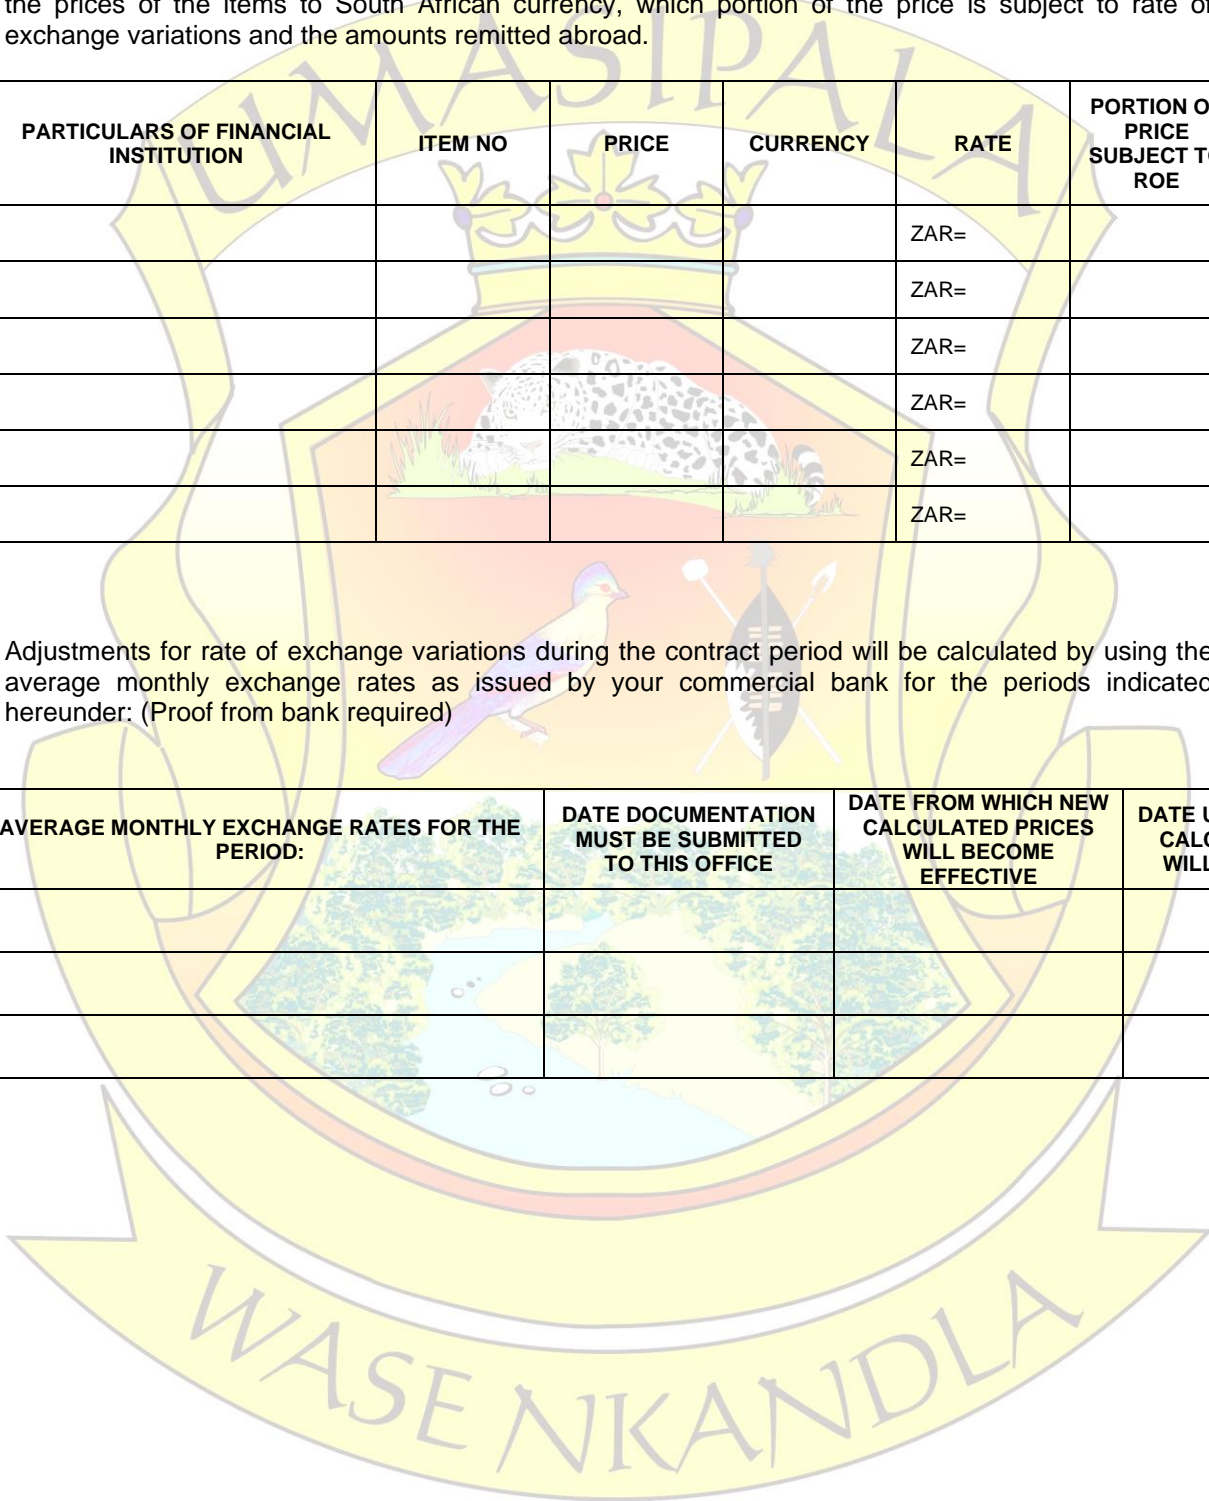 the prices of the items to South African currency, which portion of the price is subject to rate of
exchange variations and the amounts remitted abroad.
UMASIPALA
PARTICULARS OF FINANCIAL INSTITUTION ITEM NO PRICE CURRENCY RATE PORTION O PRICE SUBJECT T ROE
ZAR=
ZAR=
ZAR=
ZAR=
ZAR=
ZAR=
Adjustments for rate of exchange variations during the contract period will be calculated by using the
average monthly exchange rates as issued by your commercial bank for the periods indicated
hereunder: (Proof from bank required)
AVERAGE MONTHLY EXCHANGE RATES FOR THE PERIOD: DATE DOCUMENTATION MUST BE SUBMITTED TO THIS OFFICE DATE FROM WHICH NEW CALCULATED PRICES WILL BECOME EFFECTIVE DATE U CALC WILL
WASE NKANDLA